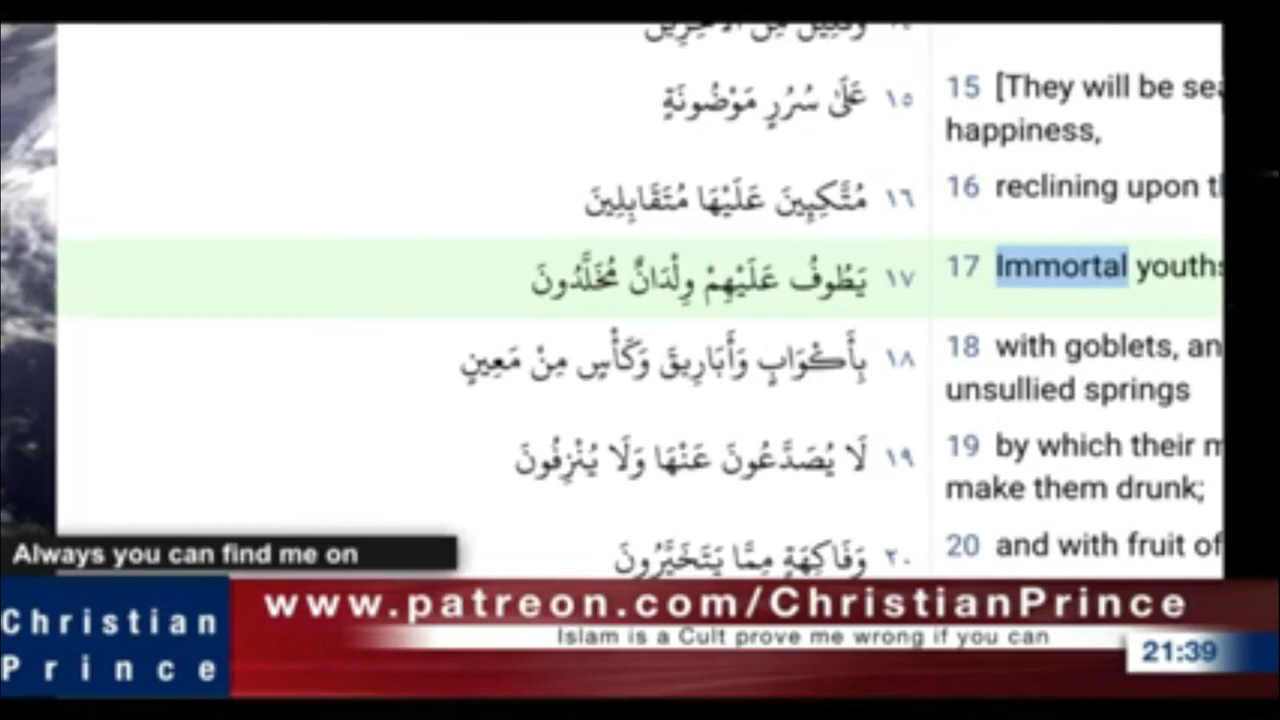 ١٥ عَلَىٰ سُرُرٍ مَوْضُونَةٍ
15 [They will be
happiness,
١٦ مُتَّكِئِينَ عَلَيْهَا مُتَقَابِلِينَ
16 reclining upon
١٧ يَطُوفُ عَلَيْهِمْ وِلْدَانٌ مُخَلَّدُونَ
17 Immortal youths
١٨ بِأَكْوَابٍ وَأَبَارِيقَ وَكَأْسٍ مِنْ مَعِينٍ
18 with goblets, an
unsullied springs
١٩ لَا يُصَدَّعُونَ عَنْهَا وَلَا يُنْزِفُونَ
19 by which their m
make them drunk;
٢٠ وَفَاكِهَةٍ مِمَّا يَتَخَيَّرُونَ
20 and with fruit of
Always you can find me on
Christian
Prince
www.patreon.com/ChristianPrince
Islam is a Cult prove me wrong if you can
21:39